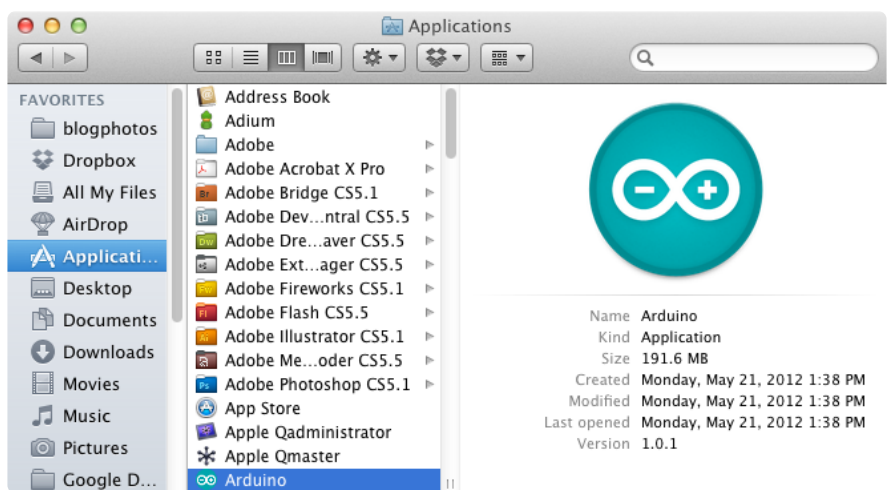 Applications
FAVORITES
blogphotos
Dropbox
All My Files
AirDrop
Applicati...
Desktop
Documents
Downloads
Movies
Music
Pictures
Google D...
Address Book
Adium
Adobe
Adobe Acrobat X Pro
Adobe Bridge CS5.1
Adobe Dev...ntral CS5.5
Adobe Dre...aver CS5.5
Adobe Ext...ager CS5.5
Adobe Fireworks CS5.1
Adobe Flash CS5.5
Adobe Illustrator CS5.1
Adobe Me...oder CS5.5
Adobe Photoshop CS5.1
App Store
Apple Qadministrator
Apple Qmaster
Arduino
Name Arduino
Kind Application
Size 191.6 MB
Created Monday, May 21, 2012 1:38 PM
Modified Monday, May 21, 2012 1:38 PM
Last opened Monday, May 21, 2012 1:38 PM
Version 1.0.1